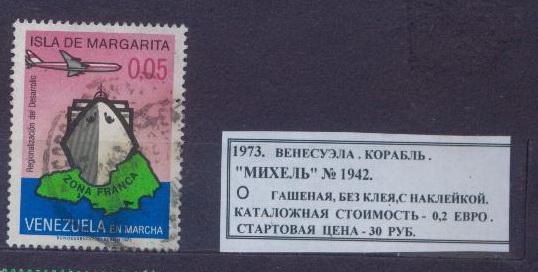 ISLA DE MARGARITA
0,05
Regionalización del Desarrollo
ZONA FRANCA
VENEZUELA EN MARCHA
1973. ВЕНЕСУЭЛА . КОРАБЛЬ .
"МИХЕЛЬ" № 1942.
О ГАШЕНАЯ, БЕЗ КЛЕЯ,С НАКЛЕЙКОЙ.
КАТАЛОЖНАЯ СТОИМОСТЬ - 0,2 ЕВРО .
СТАРТОВАЯ ЦЕНА - 30 РУБ.